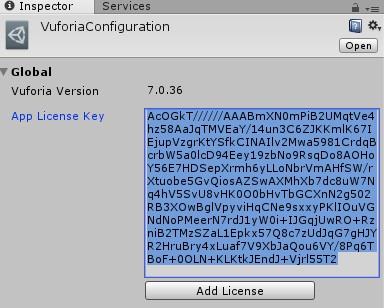 Inspector
Services
VuforiaConfiguration
Open
Global
Vuforia Version 7.0.36
App License Key
AcOGkT//////AAABmXN0mPiB2UMqtVe4
hz58AaJqTMVEaY/14un3C6ZJKKmlK67I
EjupVzgrKtYSfkCINAIlv2Mwa5981CrdqB
crbW5a0lcD94Eey19zbNo9RsqDo8AOHo
Y56E7HDSepXrmh6yLLoNbrVmAHfSW/r
Xtuobe5GvQiosAZSwAXMhXb7dc8uW7N
q4hV5SvU8vHK0O0bHvTbGCXnN2g502
RB3XOwBglVpyviHqCNe9sxxyPKlIOuVG
NdNoPMeerN7rdJ1yW0i+IJGqjUwRO+Rz
niB2TMzSZaL1Epkx57Q8c7zUdJqG7gHJY
R2HruBry4xLuaf7V9XbJaQou6VY/8Pq6T
BoF+0OLN+KLKtkJEndJ+Vjrl55T2
Add License